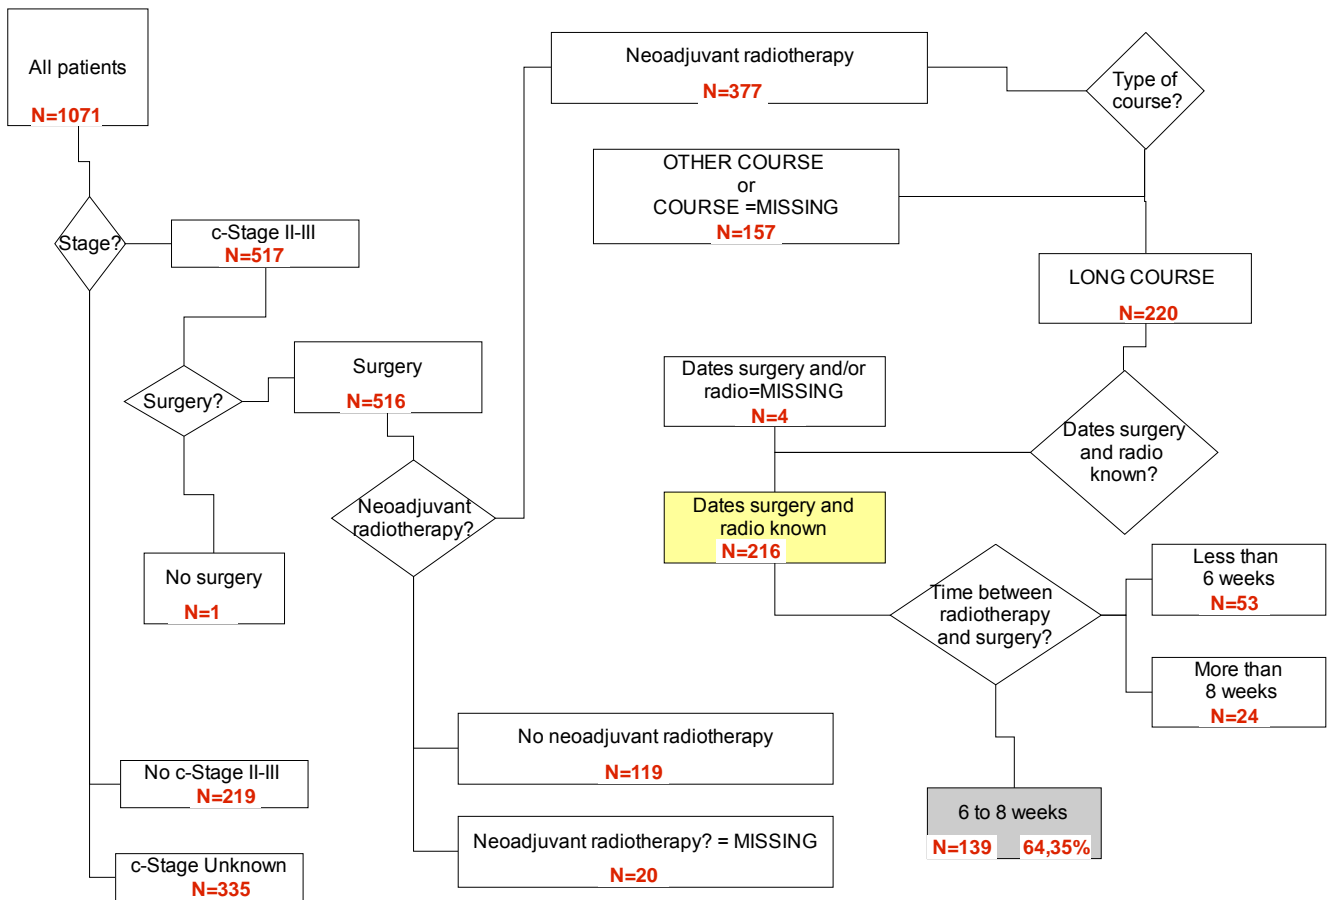 All patients
N=1071
Stage?
c-Stage II-III
N=517
Surgery?
Surgery
N=516
No surgery
N=1
Neoadjuvant
radiotherapy?
Neoadjuvant radiotherapy
N=377
Type of
course?
OTHER COURSE
or
COURSE =MISSING
N=157
LONG COURSE
N=220
Dates surgery
and radio
known?
Dates surgery and/or
radio=MISSING
N=4
Dates surgery and
radio known
N=216
Time between
radiotherapy
and surgery?
Less than
6 weeks
N=53
More than
8 weeks
N=24
6 to 8 weeks
N=139 64,35%
No neoadjuvant radiotherapy
N=119
Neoadjuvant radiotherapy? = MISSING
N=20
No c-Stage II-III
N=219
c-Stage Unknown
N=335